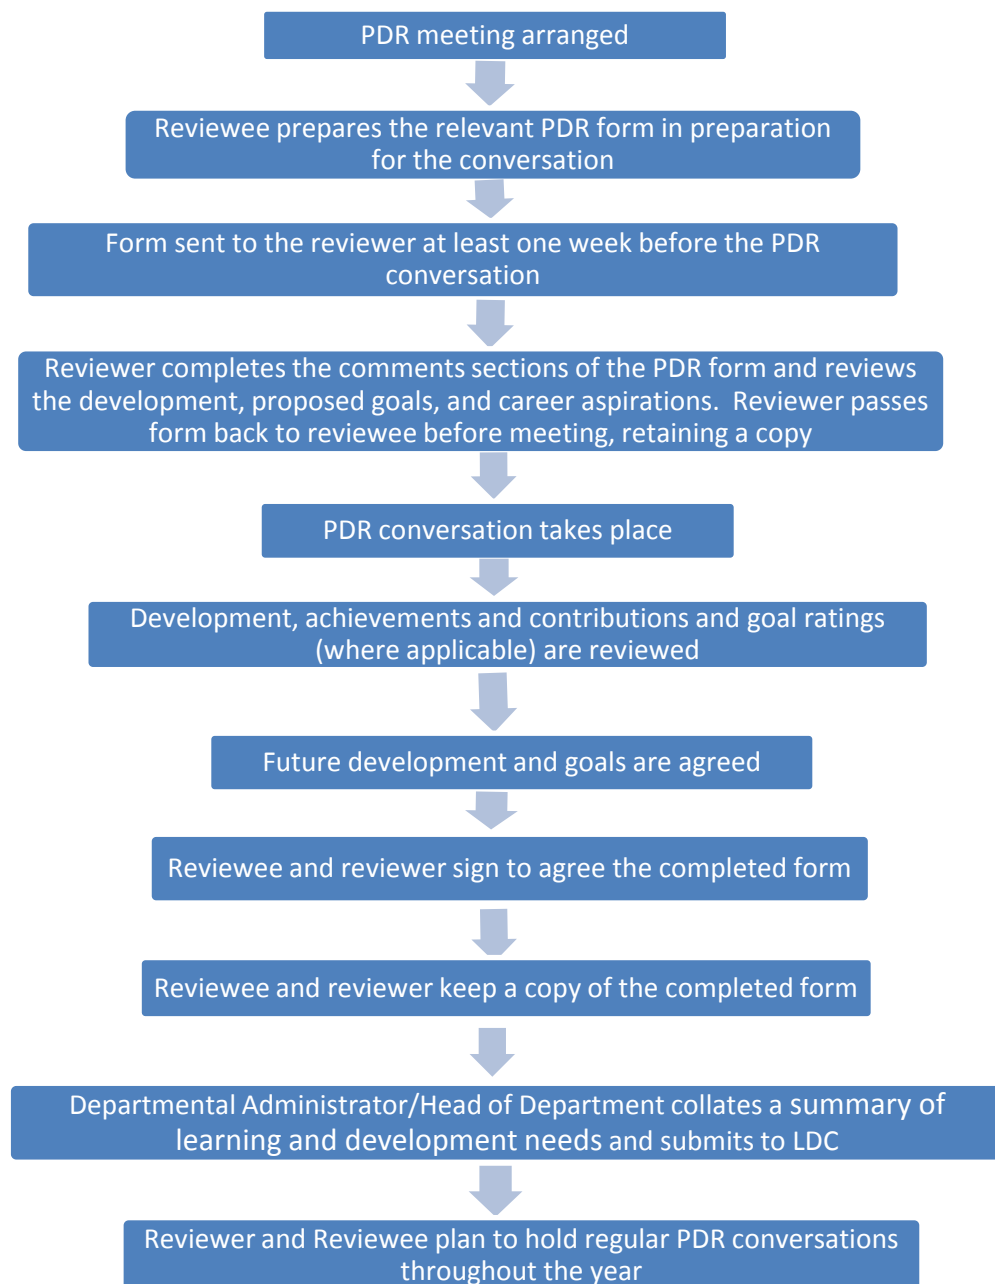 PDR meeting arranged
Reviewee prepares the relevant PDR form in preparation
for the conversation
Form sent to the reviewer at least one week before the PDR
conversation
Reviewer completes the comments sections of the PDR form and reviews
the development, proposed goals, and career aspirations.  Reviewer passes
form back to reviewee before meeting, retaining a copy
PDR conversation takes place
Development, achievements and contributions and goal ratings
(where applicable) are reviewed
Future development and goals are agreed
Reviewee and reviewer sign to agree the completed form
Reviewee and reviewer keep a copy of the completed form
Departmental Administrator/Head of Department collates a summary of
learning and development needs and submits to LDC
Reviewer and Reviewee plan to hold regular PDR conversations
throughout the year